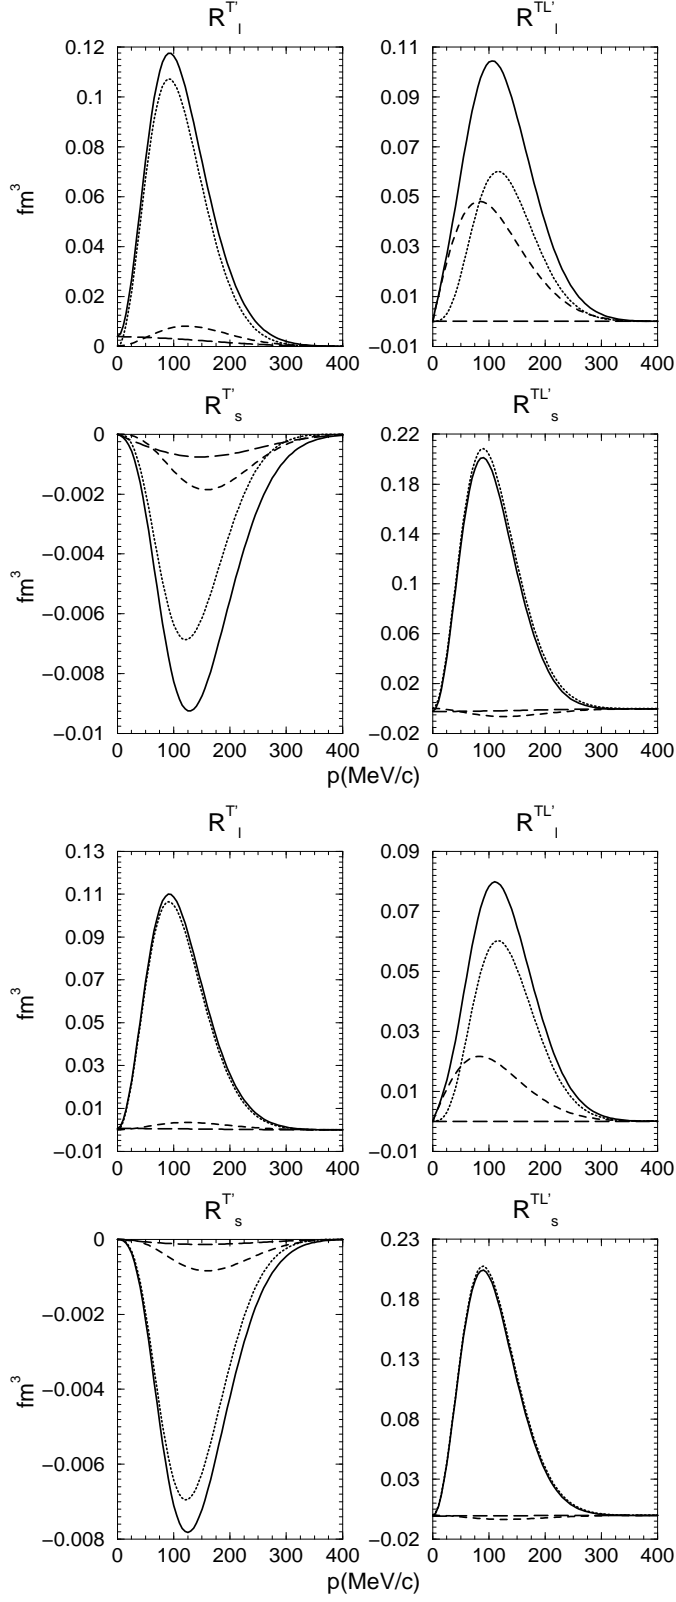 R_l^{T'} R_l^{TL'}
0.12 0.11
0.1 0.09
0.08 0.07
0.06 0.05
0.04 0.03
0.02 0.01
0 −0.01
fm^3
0 100 200 300 400 0 100 200 300 400
R_s^{T'} R_s^{TL'}
0 0.22
−0.002 0.18
−0.004 0.14
−0.006 0.1
−0.008 0.06
−0.01 0.02
−0.02
fm^3
0 100 200 300 400 0 100 200 300 400
p(MeV/c)
R_l^{T'} R_l^{TL'}
0.13 0.09
0.11 0.07
0.09 0.05
0.07 0.03
0.05 0.01
0.03 −0.01
0.01
−0.01
fm^3
0 100 200 300 400 0 100 200 300 400
R_s^{T'} R_s^{TL'}
0 0.23
−0.002 0.18
−0.004 0.13
−0.006 0.08
−0.008 0.03
−0.02
fm^3
0 100 200 300 400 0 100 200 300 400
p(MeV/c)